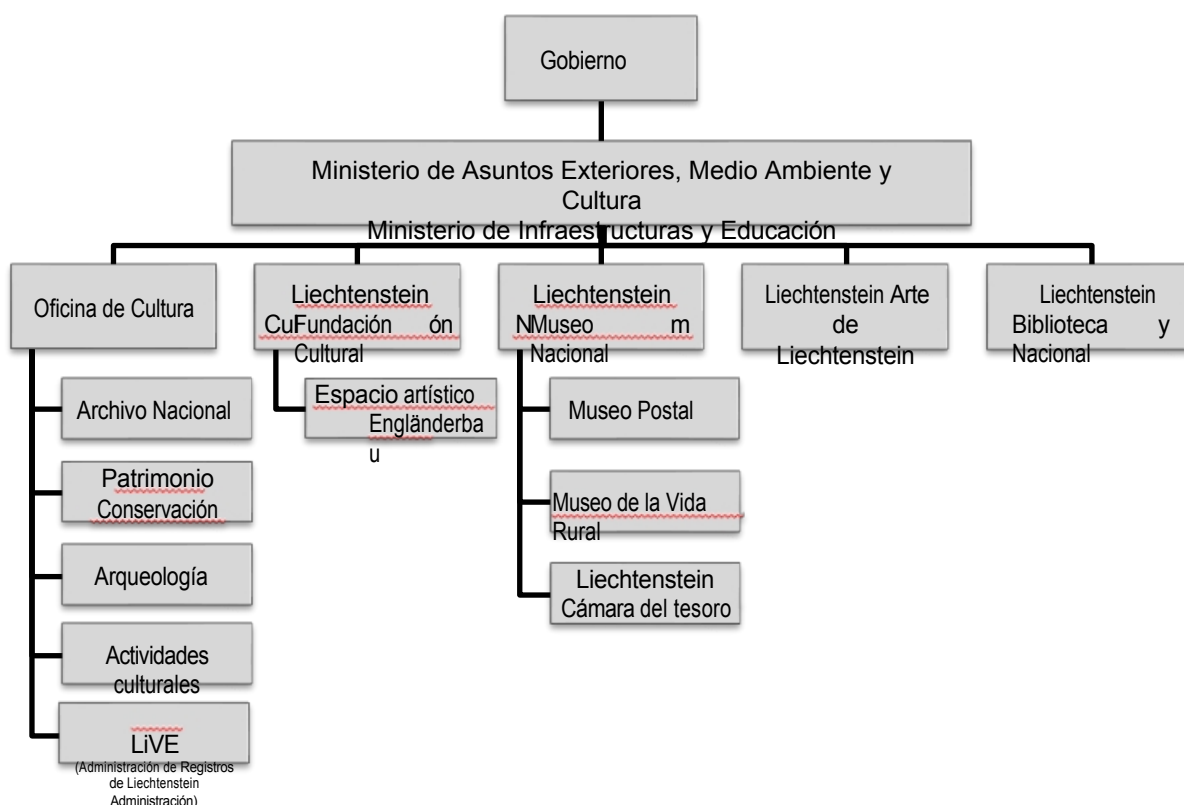 Gobierno
Ministerio de Asuntos Exteriores, Medio Ambiente y
Cultura
Ministerio de Infraestructuras y Educación
Oficina de Cultura
Liechtenstein
Fundación ón
Cultural
Liechtenstein
Museo m
Nacional
Liechtenstein Arte
de
Liechtenstein
Liechtenstein
Biblioteca y
Nacional
Archivo Nacional
Patrimonio
Conservación
Arqueología
Actividades
culturales
LiVE
(Administración de Registros
de Liechtenstein
Administración)
Espacio artístico
Engländerba
u
Museo Postal
Museo de la Vida
Rural
Liechtenstein
Cámara del tesoro